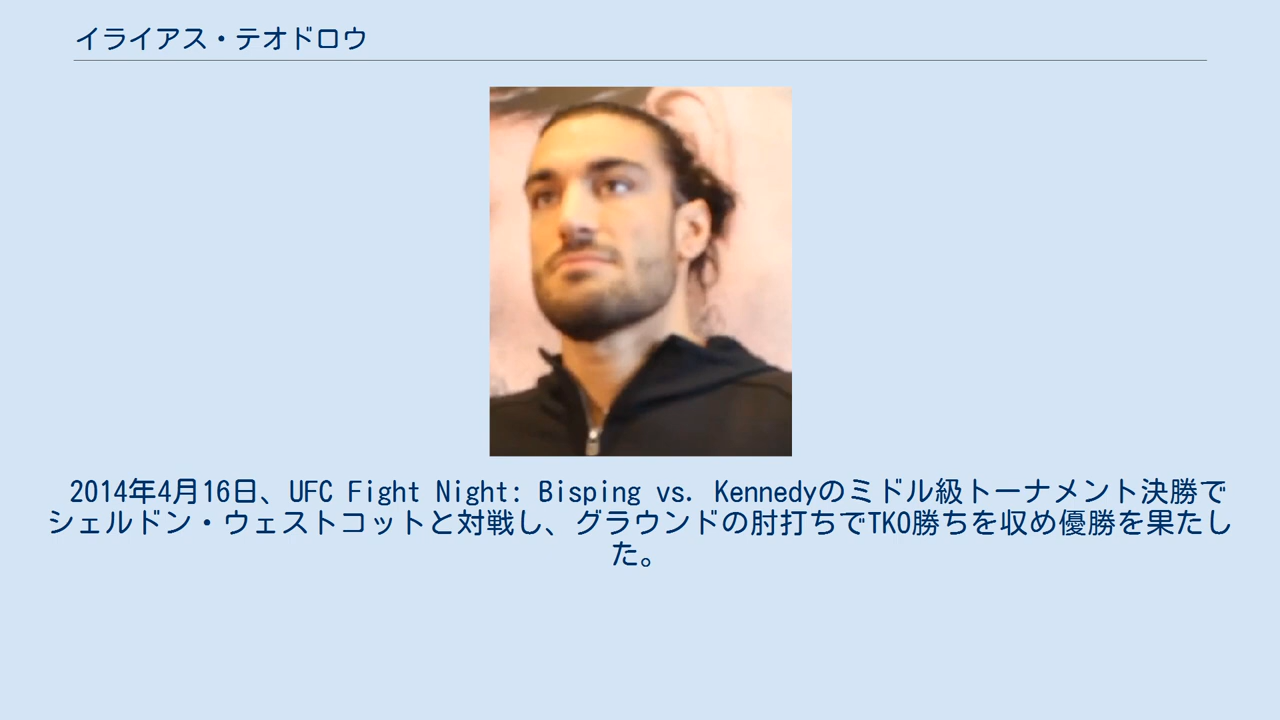 イライアス・テオドロウ
2014年4月16日、UFC Fight Night: Bisping vs. Kennedyのミドル級トーナメント決勝で
シェルドン・ウェストコットと対戦し、グラウンドの肘打ちでTKO勝ちを収め優勝を果たし
た。